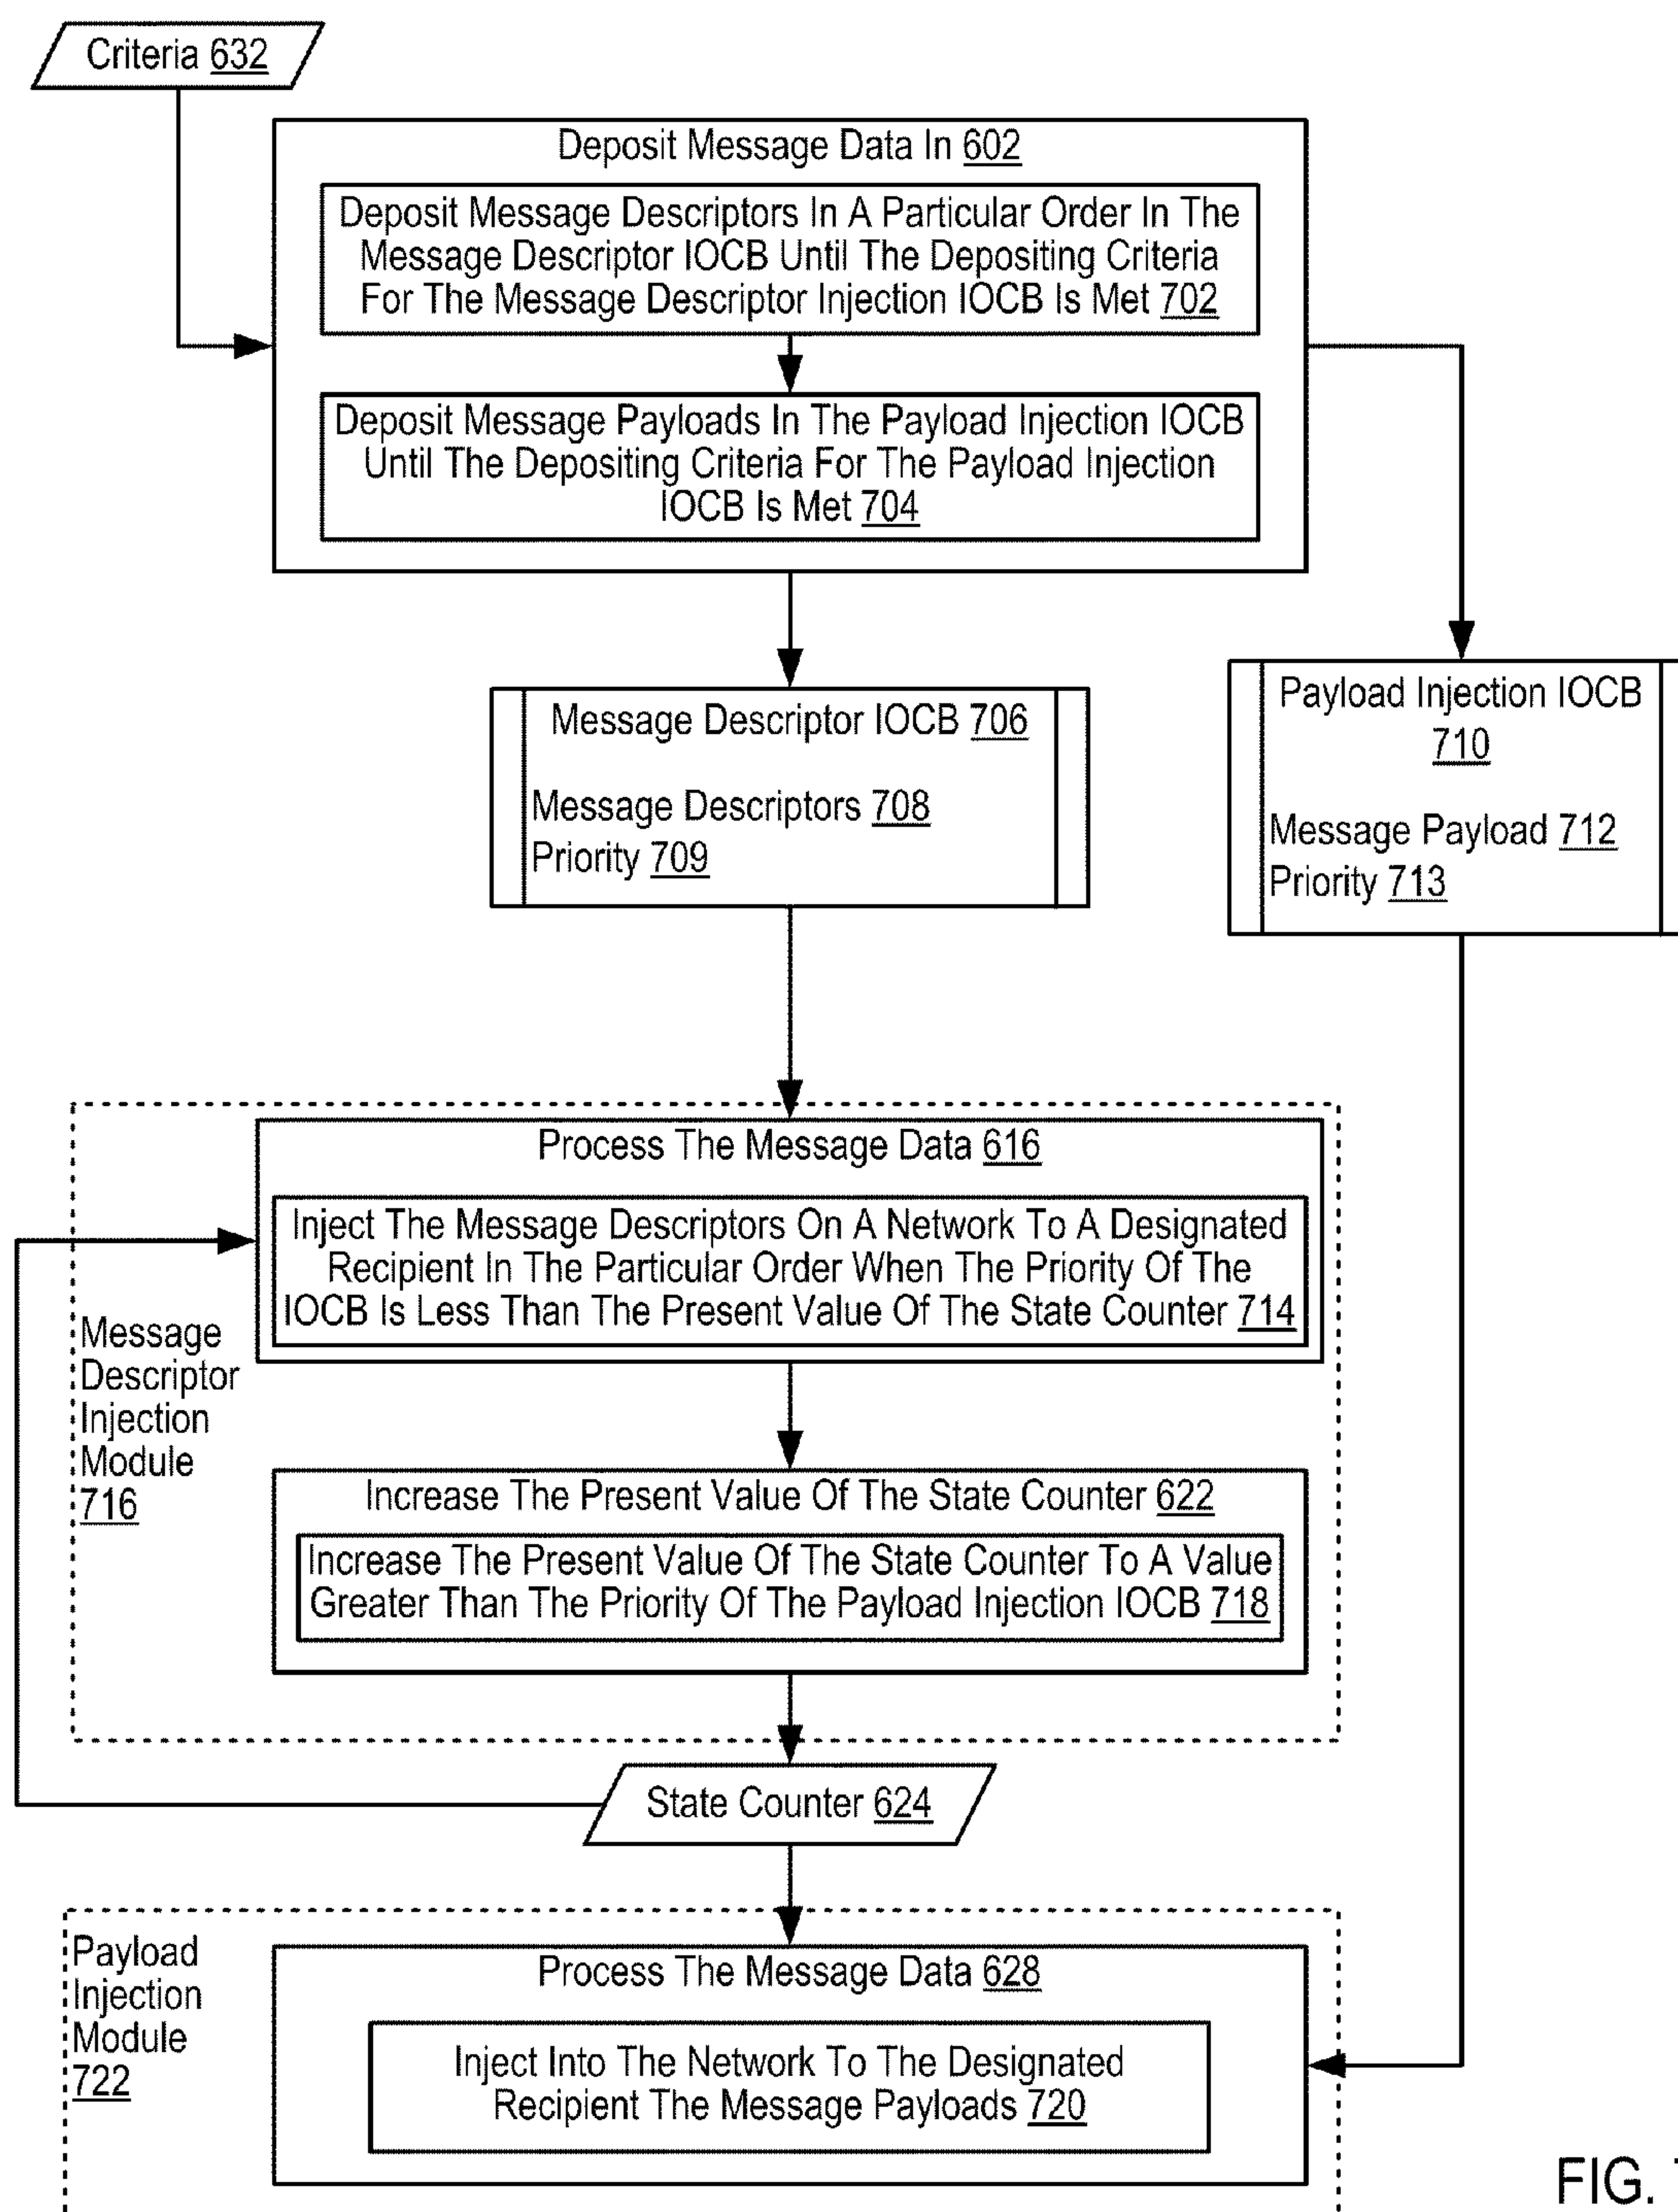 Criteria 632
Deposit Message Data In 602
Deposit Message Descriptors In A Particular Order In The
Message Descriptor IOCB Until The Depositing Criteria
For The Message Descriptor Injection IOCB Is Met 702
Deposit Message Payloads In The Payload Injection IOCB
Until The Depositing Criteria For The Payload Injection
IOCB Is Met 704
Message Descriptor IOCB 706
Message Descriptors 708
Priority 709
Payload Injection IOCB
710
Message Payload 712
Priority 713
Process The Message Data 616
Inject The Message Descriptors On A Network To A Designated
Recipient In The Particular Order When The Priority Of The
IOCB Is Less Than The Present Value Of The State Counter 714
Message
Descriptor
Injection
Module
716
Increase The Present Value Of The State Counter 622
Increase The Present Value Of The State Counter To A Value
Greater Than The Priority Of The Payload Injection IOCB 718
State Counter 624
Payload
Injection
Module
722
Process The Message Data 628
Inject Into The Network To The Designated
Recipient The Message Payloads 720
FIG.